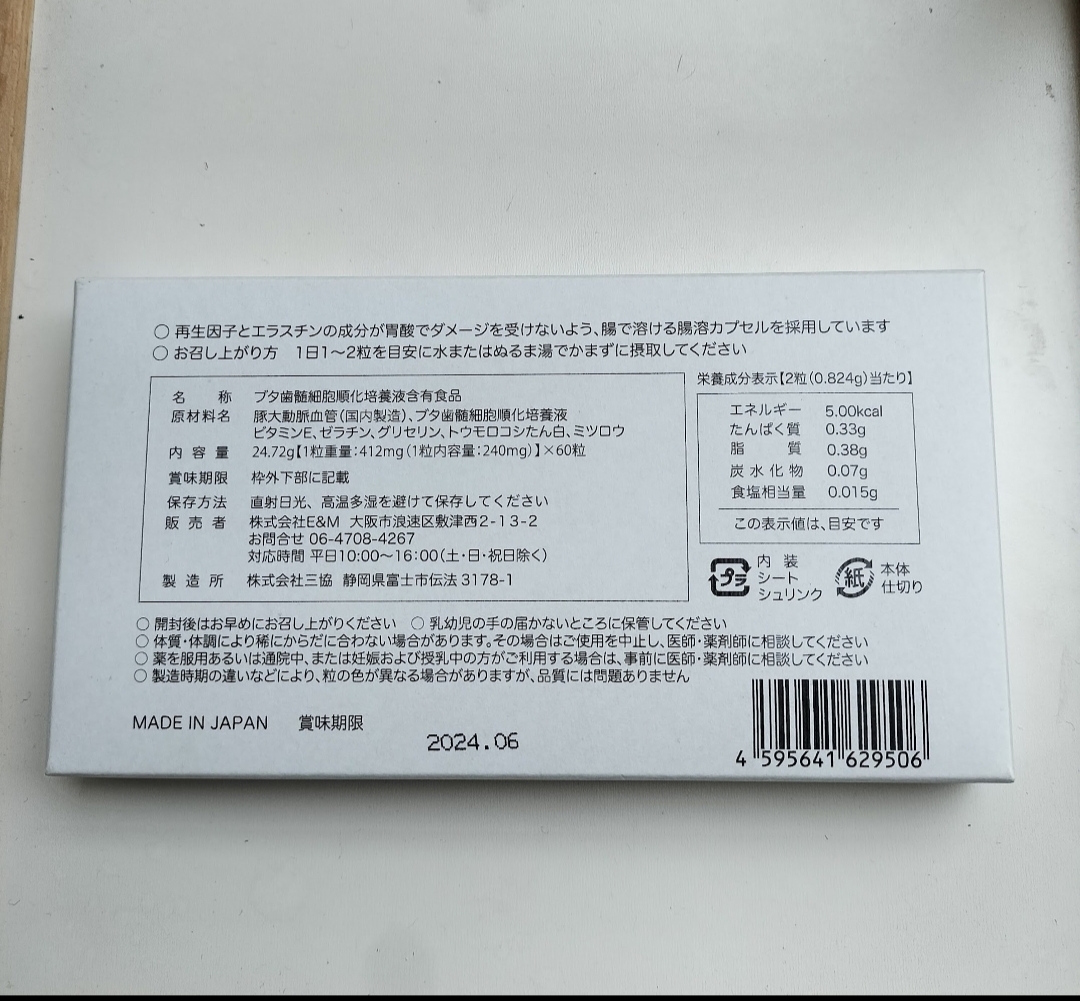 ○ 再生因子とエラスチンの成分が胃酸でダメージを受けないよう、腸で溶ける腸溶カプセルを採用しています
○ お召し上がり方　1日1～2粒を目安に水またはぬるま湯でかまずに摂取してください
名称　ブタ歯髄細胞順化培養液含有食品
原材料名　豚大動脈血管（国内製造）、ブタ歯髄細胞順化培養液
ビタミンE、ゼラチン、グリセリン、トウモロコシたん白、ミツロウ
内容量　24.72g【1粒重量：412mg（1粒内容量：240mg）】×60粒
賞味期限　枠外下部に記載
保存方法　直射日光、高温多湿を避けて保存してください
販売者　株式会社E&M　大阪市浪速区敷津西2-13-2
お問合せ 06-4708-4267
対応時間 平日10:00～16:00（土・日・祝日除く）
製造所　株式会社三協　静岡県富士市伝法 3178-1
栄養成分表示【2粒（0.824g）当たり】
エネルギー　5.00kcal
たんぱく質　0.33g
脂質　0.38g
炭水化物　0.07g
食塩相当量　0.015g
この表示値は、目安です
プラ　内装
シート
シュリンク
紙　本体
仕切り
○ 開封後はお早めにお召し上がりください　○ 乳幼児の手の届かないところに保管してください
○ 体質・体調により稀にからだに合わない場合があります。その場合はご使用を中止し、医師・薬剤師に相談してください
○ 薬を服用あるいは通院中、または妊娠および授乳中の方がご利用する場合は、事前に医師・薬剤師に相談してください
○ 製造時期の違いなどにより、粒の色が異なる場合がありますが、品質には問題ありません
MADE IN JAPAN　賞味期限
2024.06
4 595641 629506